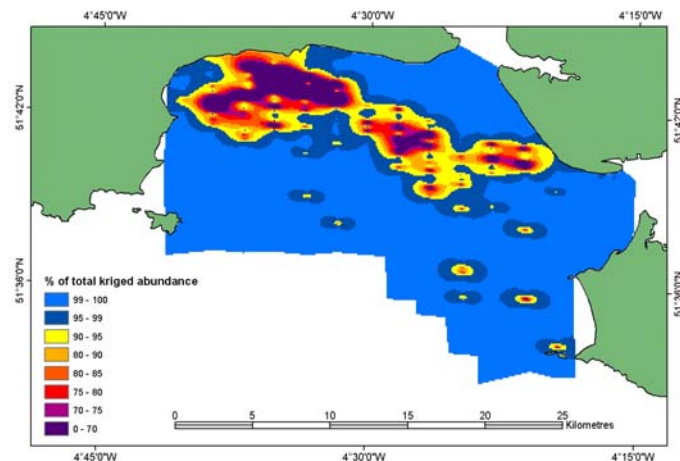 4°45'0"W 4°30'0"W 4°15'0"W
51°42'0"N 51°42'0"N
51°36'0"N 51°36'0"N
% of total kriged abundance
99 - 100
95 - 99
90 - 95
80 - 90
80 - 85
75 - 80
70 - 75
0 - 70
0 5 10 15 20 25
Kilometres
4°45'0"W 4°30'0"W 4°15'0"W